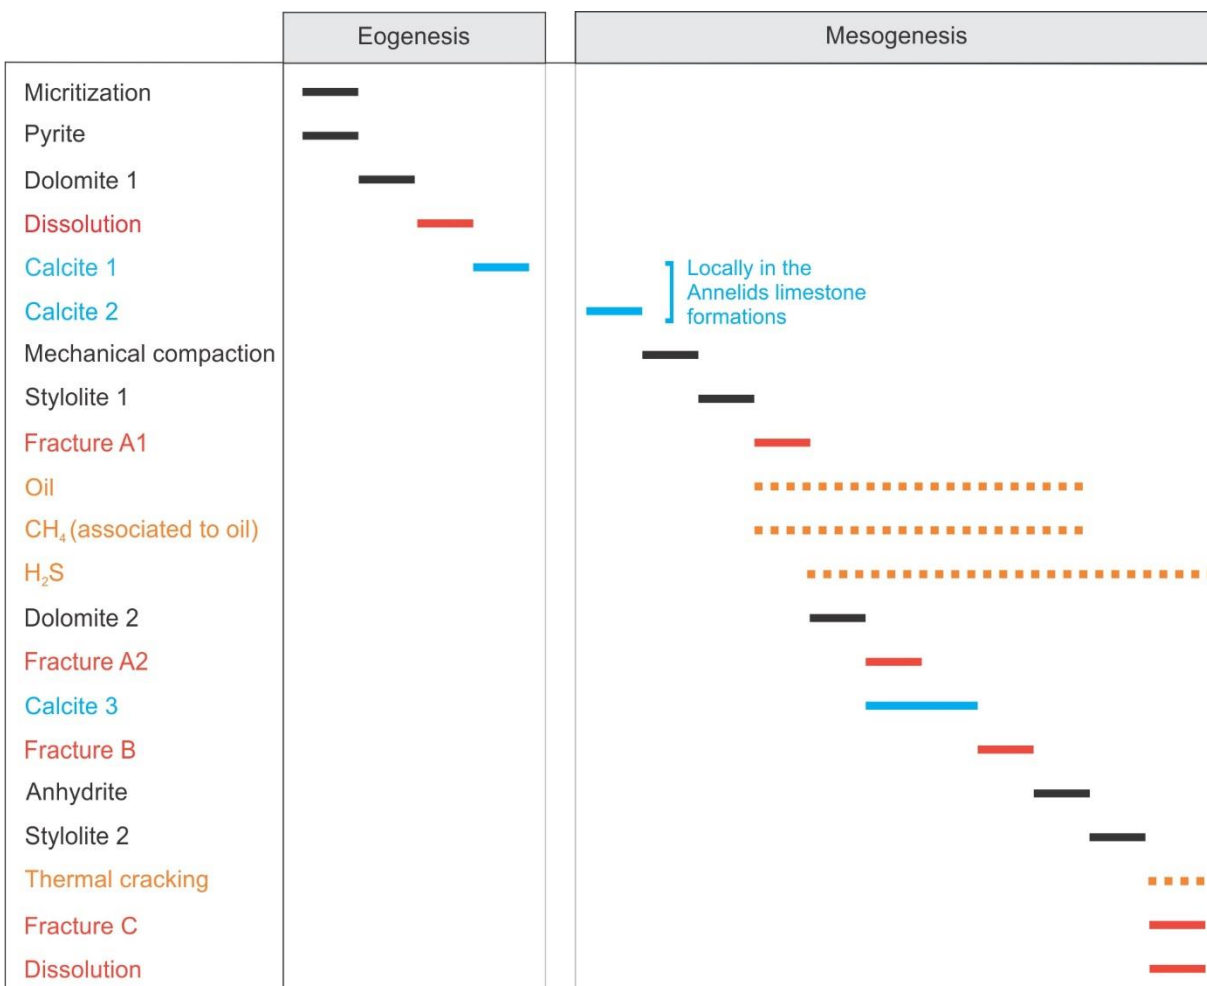 Eogenesis
Mesogenesis
Micritization
Pyrite
Dolomite 1
Dissolution
Calcite 1
Locally in the
Annelids limestone
formations
Calcite 2
Mechanical compaction
Stylolite 1
Fracture A1
Oil
CH₄ (associated to oil)
H₂S
Dolomite 2
Fracture A2
Calcite 3
Fracture B
Anhydrite
Stylolite 2
Thermal cracking
Fracture C
Dissolution